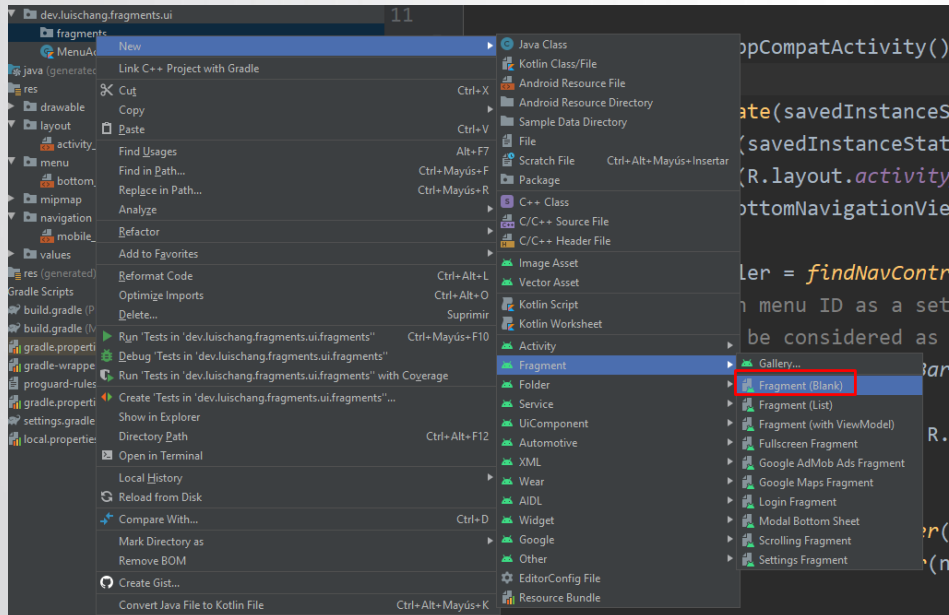 dev.luischang.fragments.ui
11
fragments
MenuAc
java (generated
res
drawable
layout
activity_
menu
bottom_
mipmap
navigation
mobile_
values
res (generated)
Gradle Scripts
build.gradle (P
build.gradle (M
gradle.properti
gradle-wrappe
proguard-rules
gradle.properti
settings.gradle
local.properties
New
Link C++ Project with Gradle
Cut Ctrl+X
Copy
Paste Ctrl+V
Find Usages Alt+F7
Find in Path... Ctrl+Mayús+F
Replace in Path... Ctrl+Mayús+R
Analyze
Refactor
Add to Favorites
Reformat Code Ctrl+Alt+L
Optimize Imports Ctrl+Alt+O
Delete... Suprimir
Run 'Tests in 'dev.luischang.fragments.ui.fragments'' Ctrl+Mayús+F10
Debug 'Tests in 'dev.luischang.fragments.ui.fragments''
Run 'Tests in 'dev.luischang.fragments.ui.fragments'' with Coverage
Create 'Tests in 'dev.luischang.fragments.ui.fragments''...
Show in Explorer
Directory Path Ctrl+Alt+F12
Open in Terminal
Local History
Reload from Disk
Compare With... Ctrl+D
Mark Directory as
Remove BOM
Create Gist...
Convert Java File to Kotlin File Ctrl+Alt+Mayús+K
Java Class
Kotlin Class/File
Android Resource File
Android Resource Directory
Sample Data Directory
File
Scratch File Ctrl+Alt+Mayús+Insertar
Package
C++ Class
C/C++ Source File
C/C++ Header File
Image Asset
Vector Asset
Kotlin Script
Kotlin Worksheet
Activity
Fragment
Folder
Service
UiComponent
Automotive
XML
Wear
AIDL
Widget
Google
Other
EditorConfig File
Resource Bundle
Gallery...
Fragment (Blank)
Fragment (List)
Fragment (with ViewModel)
Fullscreen Fragment
Google AdMob Ads Fragment
Google Maps Fragment
Login Fragment
Modal Bottom Sheet
Scrolling Fragment
Settings Fragment
ppCompatActivity()
ate(savedInstanceS
(savedInstanceStat
(R.layout.activity
ottomNavigationVie
ler = findNavContr
n menu ID as a set
be considered as
Bar
R.
er(
r(n